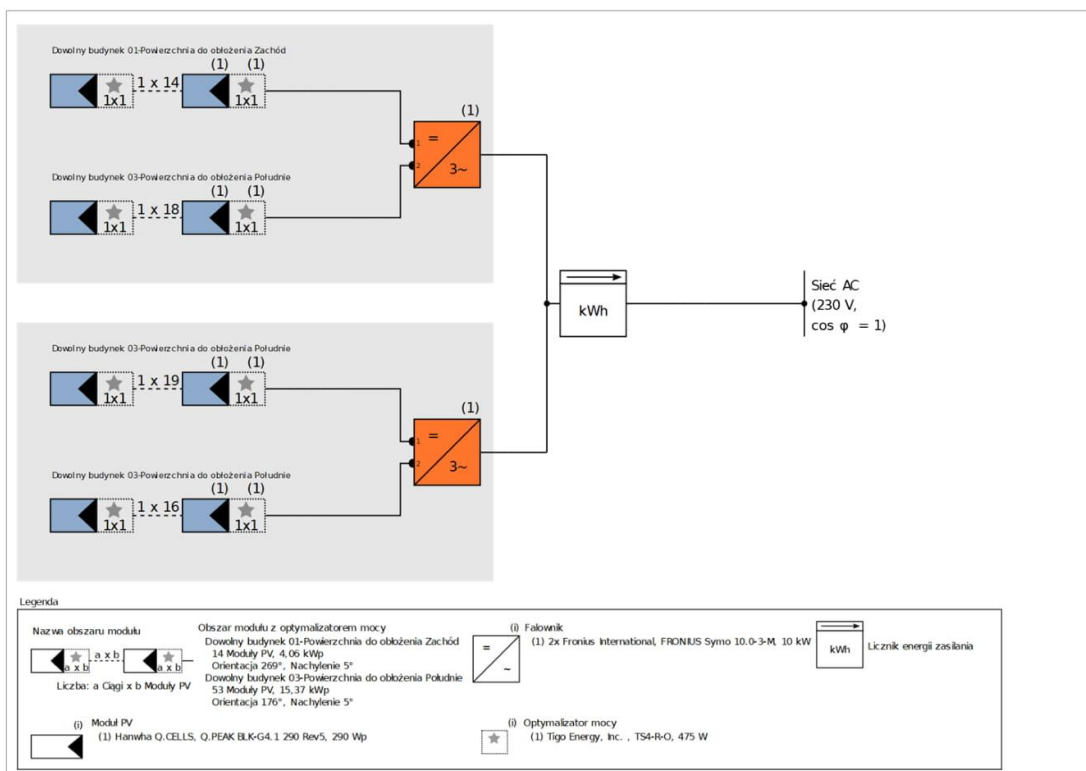 Dowolny budynek 01-Powierzchnia do obłożenia Zachód
(1) (1)
1 x 14
1x1 1x1
(1)
= 3~
1
2
Dowolny budynek 03-Powierzchnia do obłożenia Południe
(1) (1)
1 x 18
1x1 1x1
kWh
Sieć AC
(230 V,
cos φ = 1)
Dowolny budynek 03-Powierzchnia do obłożenia Południe
(1) (1)
1 x 19
1x1 1x1
(1)
= 3~
1
2
Dowolny budynek 03-Powierzchnia do obłożenia Południe
(1) (1)
1 x 16
1x1 1x1
Legenda
Nazwa obszaru modułu
a x b
a x b a x b
Liczba: a Ciągi x b Moduły PV
Obszar modułu z optymalizatorem mocy
Dowolny budynek 01-Powierzchnia do obłożenia Zachód
14 Moduły PV, 4,06 kWp
Orientacja 269°, Nachylenie 5°
Dowolny budynek 03-Powierzchnia do obłożenia Południe
53 Moduły PV, 15,37 kWp
Orientacja 176°, Nachylenie 5°
= ~
(i) Falownik
(1) 2x Fronius International, FRONIUS Symo 10.0-3-M, 10 kW
kWh
Licznik energii zasilania
(i) Moduł PV
(1) Hanwha Q.CELLS, Q.PEAK BLK-G4.1 290 Rev5, 290 Wp
(i) Optymalizator mocy
(1) Tigo Energy, Inc. , TS4-R-O, 475 W